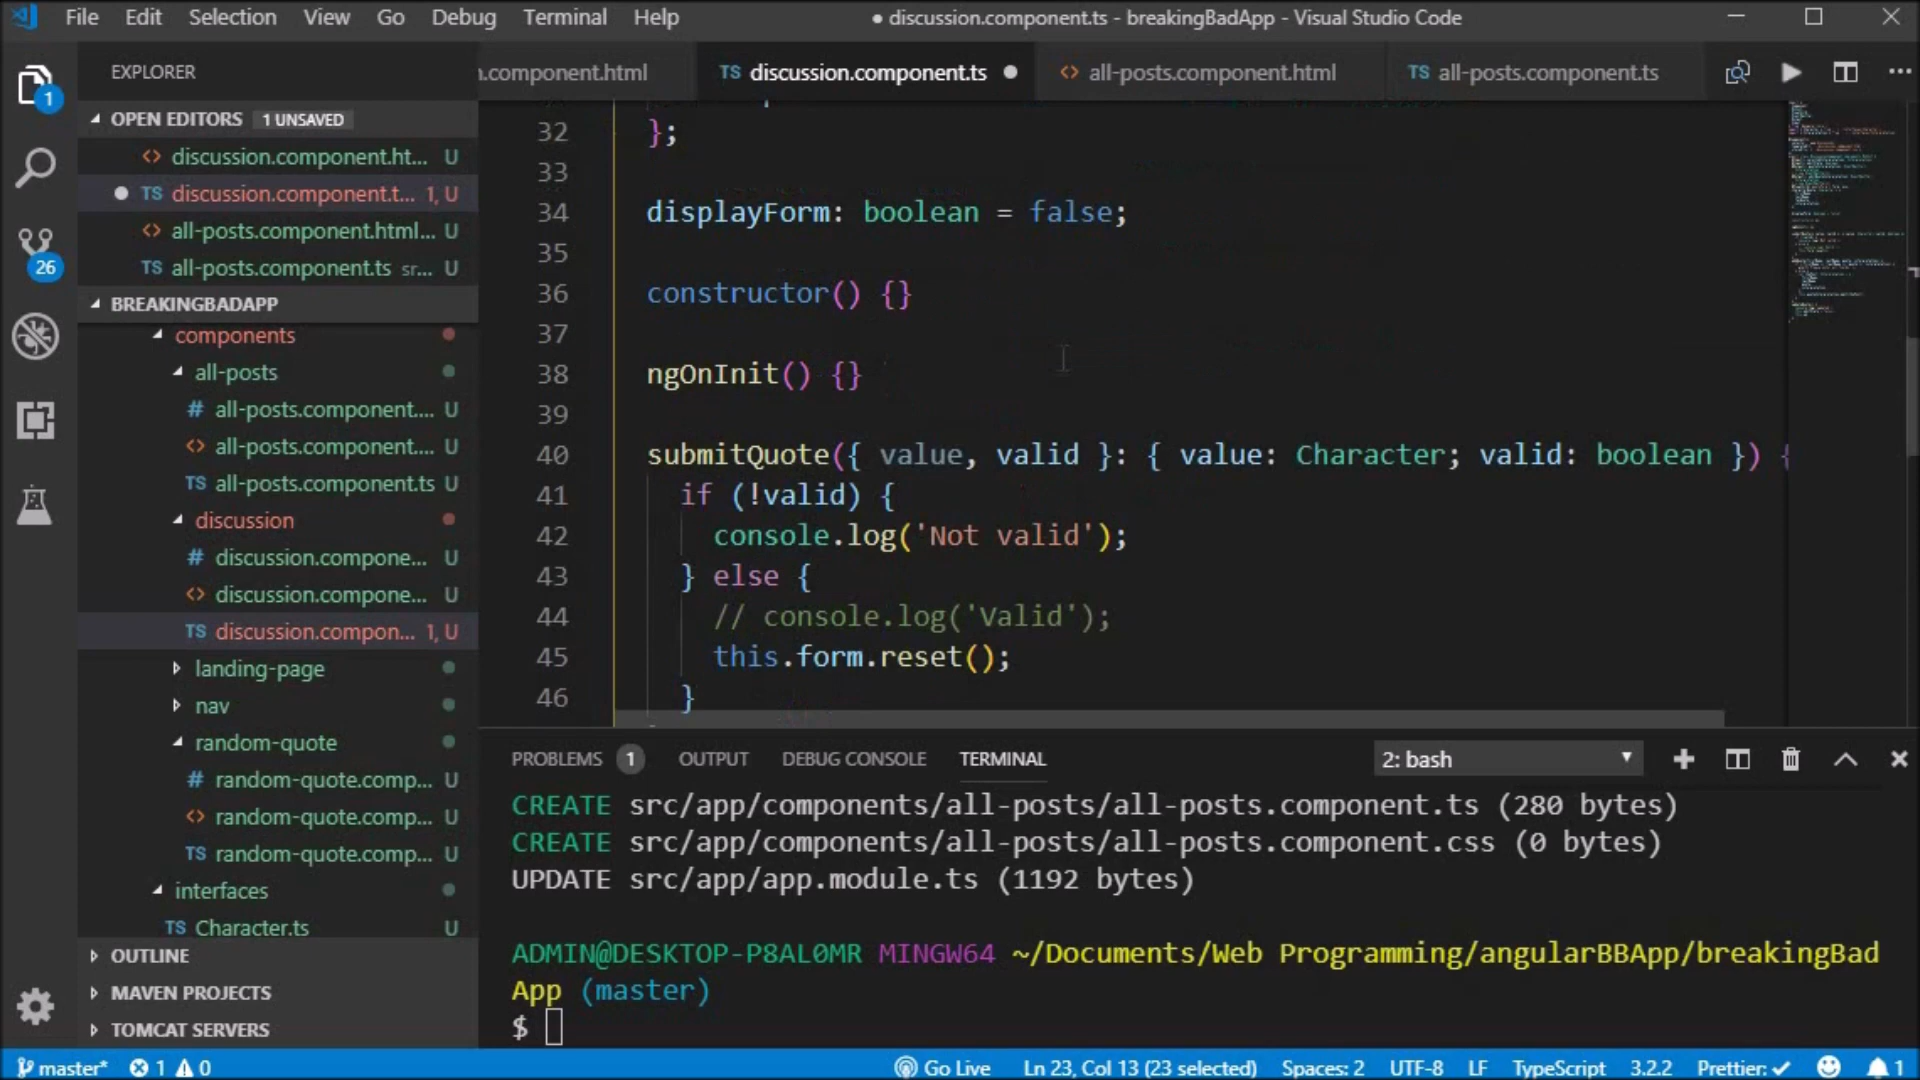 File Edit Selection View Go Debug Terminal Help
● discussion.component.ts - breakingBadApp - Visual Studio Code
EXPLORER
n.component.html
TS discussion.component.ts
<> all-posts.component.html
TS all-posts.component.ts
OPEN EDITORS 1 UNSAVED
<> discussion.component.ht... U
TS discussion.component.t... 1, U
<> all-posts.component.html... U
TS all-posts.component.ts sr... U
BREAKINGBADAPP
components
all-posts
# all-posts.component.... U
<> all-posts.component.... U
TS all-posts.component.ts U
discussion
# discussion.compone... U
<> discussion.compone... U
TS discussion.compon... 1, U
landing-page
nav
random-quote
# random-quote.comp... U
<> random-quote.comp... U
TS random-quote.comp... U
interfaces
TS Character.ts U
OUTLINE
MAVEN PROJECTS
TOMCAT SERVERS
1
26
32 };
33
34 displayForm: boolean = false;
35
36 constructor() {}
37
38 ngOnInit() {}
39
40 submitQuote({ value, valid }: { value: Character; valid: boolean }) {
41 if (!valid) {
42 console.log('Not valid');
43 } else {
44 // console.log('Valid');
45 this.form.reset();
46 }
PROBLEMS 1 OUTPUT DEBUG CONSOLE TERMINAL 2: bash
CREATE src/app/components/all-posts/all-posts.component.ts (280 bytes)
CREATE src/app/components/all-posts/all-posts.component.css (0 bytes)
UPDATE src/app/app.module.ts (1192 bytes)
ADMIN@DESKTOP-P8AL0MR MINGW64 ~/Documents/Web Programming/angularBBApp/breakingBad
App (master)
$
master* 1 0 Go Live Ln 23, Col 13 (23 selected) Spaces: 2 UTF-8 LF TypeScript 3.2.2 Prettier: ✓ 1